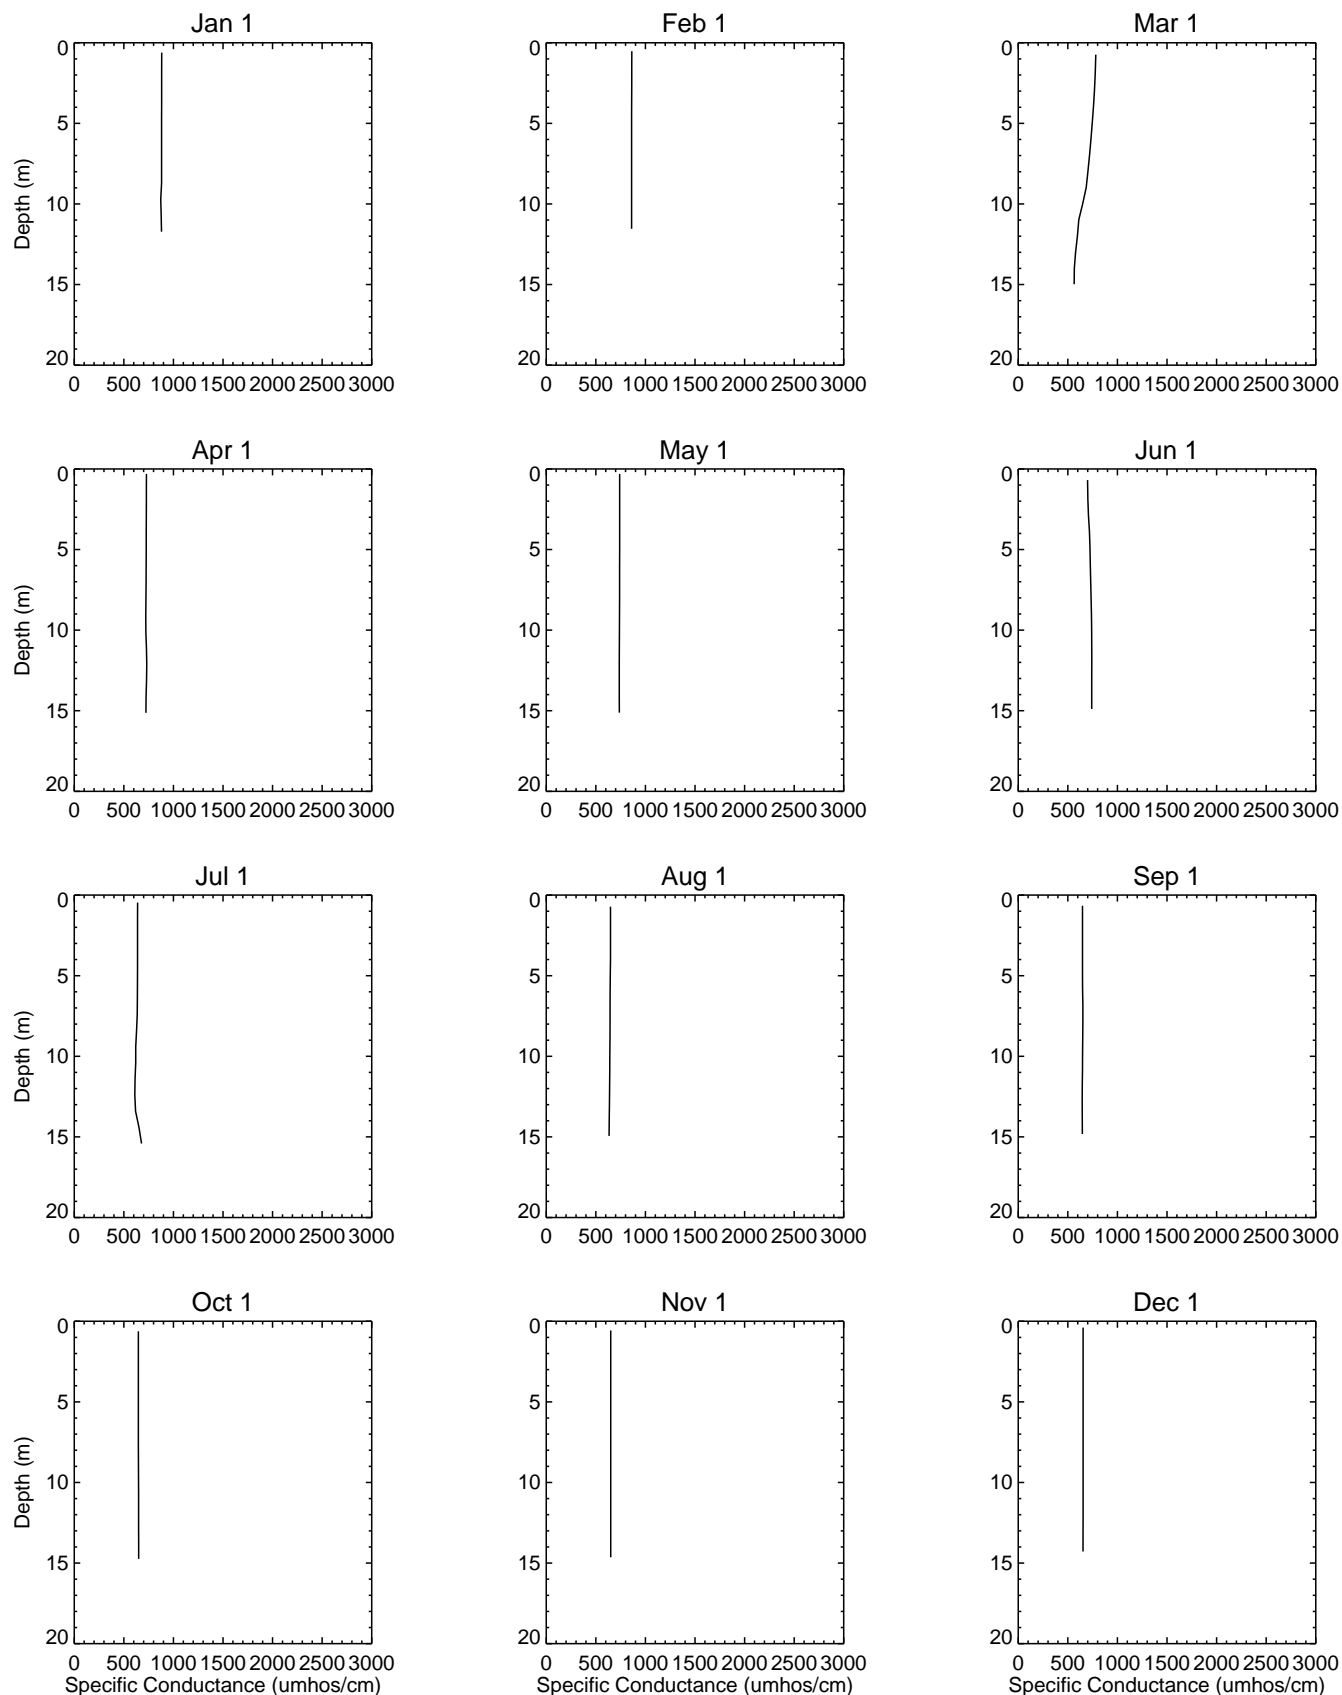 Jan 1 Feb 1 Mar 1
0 0 0
5 5 5
10 10 10
15 15 15
20 20 20
Depth (m)
0 500 1000 1500 2000 2500 3000 0 500 1000 1500 2000 2500 3000 0 500 1000 1500 2000 2500 3000
Apr 1 May 1 Jun 1
0 0 0
5 5 5
10 10 10
15 15 15
20 20 20
Depth (m)
0 500 1000 1500 2000 2500 3000 0 500 1000 1500 2000 2500 3000 0 500 1000 1500 2000 2500 3000
Jul 1 Aug 1 Sep 1
0 0 0
5 5 5
10 10 10
15 15 15
20 20 20
Depth (m)
0 500 1000 1500 2000 2500 3000 0 500 1000 1500 2000 2500 3000 0 500 1000 1500 2000 2500 3000
Oct 1 Nov 1 Dec 1
0 0 0
5 5 5
10 10 10
15 15 15
20 20 20
Depth (m)
0 500 1000 1500 2000 2500 3000 0 500 1000 1500 2000 2500 3000 0 500 1000 1500 2000 2500 3000
Specific Conductance (umhos/cm) Specific Conductance (umhos/cm) Specific Conductance (umhos/cm)